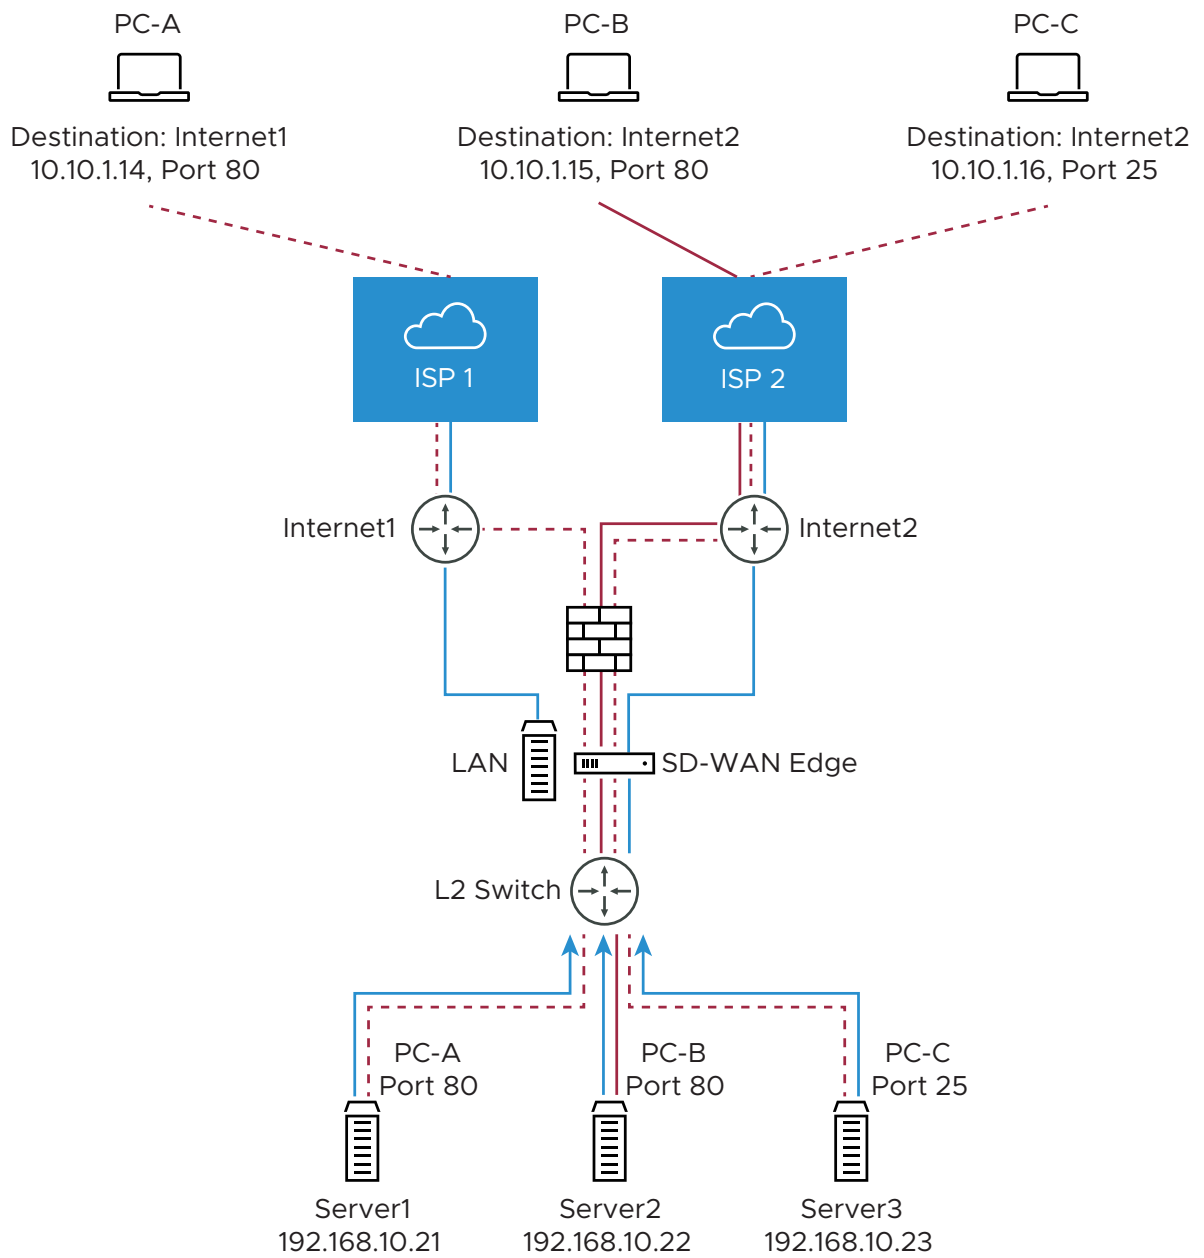 PC-A
PC-B
PC-C
Destination: Internet1
10.10.1.14, Port 80
Destination: Internet2
10.10.1.15, Port 80
Destination: Internet2
10.10.1.16, Port 25
ISP 1
ISP 2
Internet1
Internet2
LAN
SD-WAN Edge
L2 Switch
PC-A
Port 80
PC-B
Port 80
PC-C
Port 25
Server1
192.168.10.21
Server2
192.168.10.22
Server3
192.168.10.23